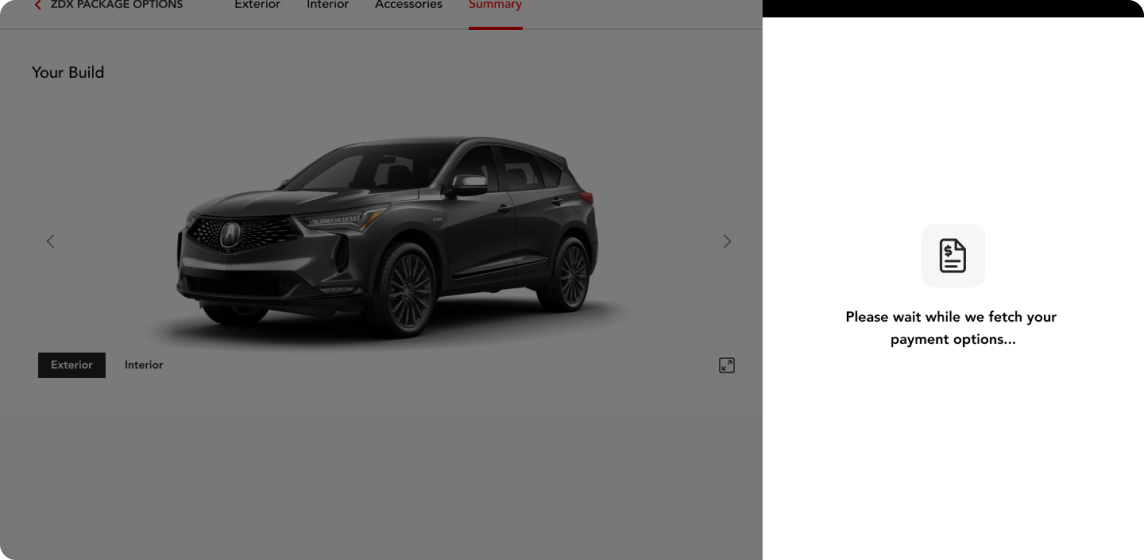 ZDX PACKAGE OPTIONS
Exterior Interior Accessories Summary
Your Build
Exterior Interior
$
Please wait while we fetch your
payment options...